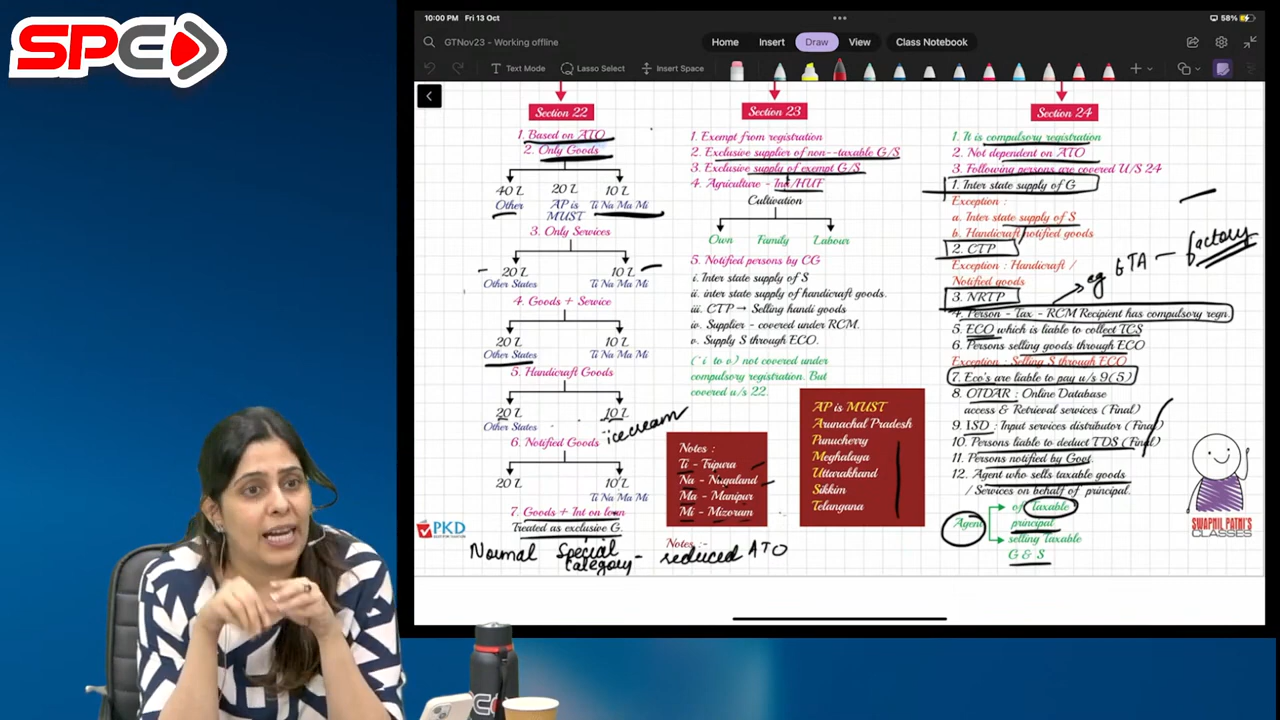 SPC
10:00 PM Fri 13 Oct
58%
GTNov23 - Working offline
Home Insert Draw View Class Notebook
Text Mode Lasso Select Insert Space
Section 22
1. Based on ATO
2. Only Goods
40 L 20 L 10 L
Other AP is MUST Ti Na Ma Mi
3. Only Services
20 L 10 L
Other States Ti Na Ma Mi
4. Goods + Service
20 L 10 L
Other States Ti Na Ma Mi
5. Handicraft Goods
20 L 10 L
Other States Ti Na Ma Mi
icecream
6. Notified Goods
20 L 10 L
Ti Na Ma Mi
7. Goods + Int on loan
Treated as exclusive G.
Normal Special Category - reduced ATO
Section 23
1. Exempt from registration
2. Exclusive supplier of non--taxable G/S
3. Exclusive supply of exempt G/S
4. Agriculture - Ind/HUF
Cultivation
Own Family Labour
5. Notified persons by CG
i. Inter state supply of S
ii. inter state supply of handicraft goods.
iii. CTP → Selling handi goods
iv. Supplier - covered under RCM.
v. Supply S through ECO.
( i to v) not covered under
compulsory registration. But
covered u/s 22.
Notes :
Ti - Tripura
Na - Nagaland
Ma - Manipur
Mi - Mizoram
Notes :-
AP is MUST
Arunachal Pradesh
Punucherry
Meghalaya
Uttarakhand
Sikkim
Telangana
Section 24
1. It is compulsory registration
2. Not dependent on ATO
3. Following persons are covered U/S 24
1. Inter state supply of G
Exception :
a. Inter state supply of S
b. Handicraft notified goods
2. CTP
Exception : Handicraft /
Notified goods
3. NRTP
eg GTA - factory
4. Person - Tax - RCM Recipient has compulsory regn.
5. ECO which is liable to collect TCS
6. Persons selling goods through ECO
Exception : Selling S through ECO
7. Eco's are liable to pay u/s 9(5)
8. OTDAR : Online Database
access & Retrieval services (Final)
9. ISD : Input services distributor (Final)
10. Persons liable to deduct TDS (Final)
11. Persons notified by Govt.
12. Agent who sells taxable goods
/ Services on behalf of principal.
Agent
of taxable
principal
selling Taxable
G & S
PKD
SWAPNIL PATNI'S
CLASSES